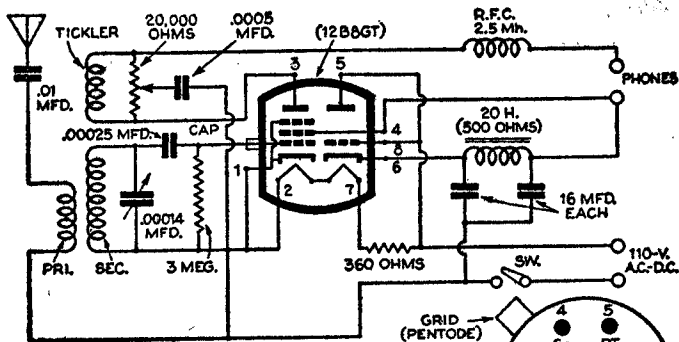 TICKLER
20,000
OHMS
.0005
MFD.
(12B8GT)
R.F.C.
2.5 Mh.
3
5
PHONES
.01
MFD.
.00025 MFD.
CAP
4
20 H.
(500 OHMS)
8
6
1
2
7
.00014
MFD.
16 MFD.
EACH
PRI.
SEC.
3 MEG.
360 OHMS
SW.
110-V.
A.C.-D.C.
GRID
(PENTODE)
4
5